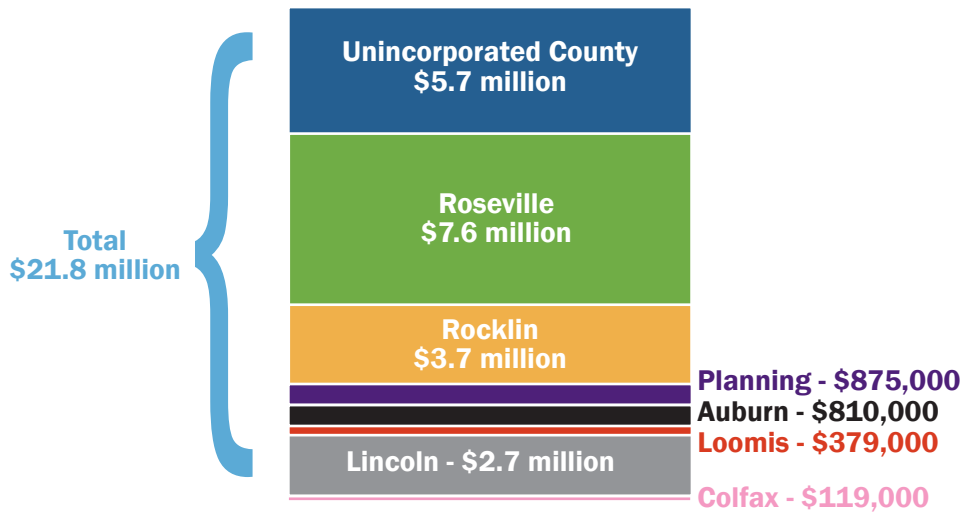 Unincorporated County
$5.7 million
Roseville
$7.6 million
Total
$21.8 million
Rocklin
$3.7 million
Planning - $875,000
Auburn - $810,000
Loomis - $379,000
Lincoln - $2.7 million
Colfax - $119,000